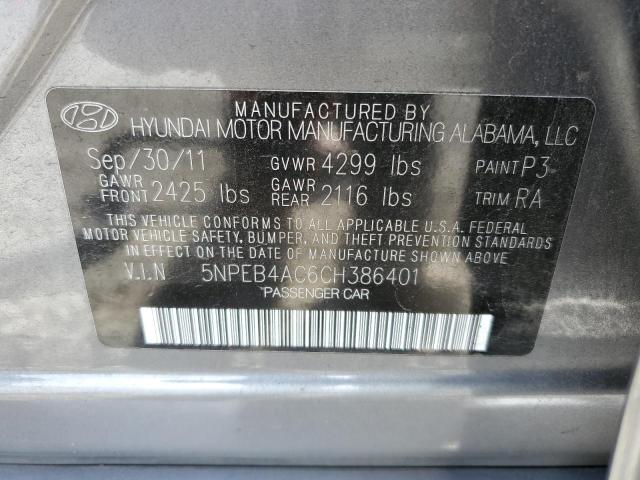 MANUFACTURED BY
HYUNDAI MOTOR MANUFACTURING ALABAMA, LLC
Sep/30/11 GVWR 4299 lbs PAINT P3
GAWR FRONT 2425 lbs GAWR REAR 2116 lbs TRIM RA
THIS VEHICLE CONFORMS TO ALL APPLICABLE U.S.A. FEDERAL
MOTOR VEHICLE SAFETY, BUMPER, AND THEFT PREVENTION STANDARDS
IN EFFECT ON THE DATE OF MANUFACTURE SHOWN ABOVE.
V.I.N 5NPEB4AC6CH386401
PASSENGER CAR